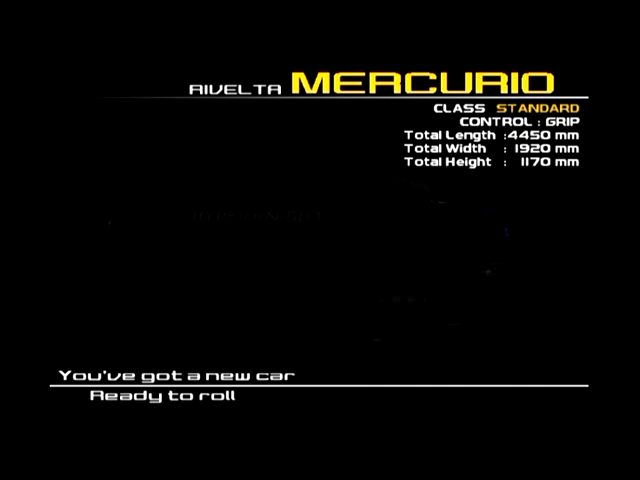 RIVELTA MERCURIO
CLASS STANDARD
CONTROL : GRIP
Total Length : 4450 mm
Total Width : 1920 mm
Total Height : 1170 mm
You've got a new car
Ready to roll